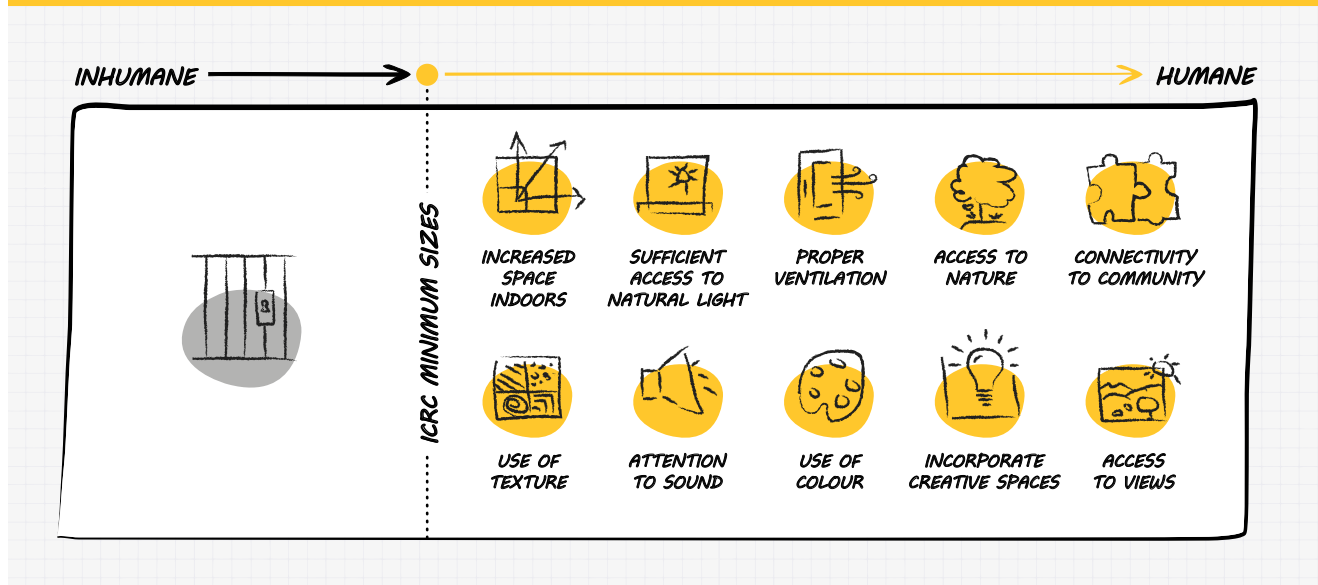 INHUMANE
HUMANE
ICRC MINIMUM SIZES
INCREASED
SPACE
INDOORS
SUFFICIENT
ACCESS TO
NATURAL LIGHT
PROPER
VENTILATION
ACCESS TO
NATURE
CONNECTIVITY
TO COMMUNITY
USE OF
TEXTURE
ATTENTION
TO SOUND
USE OF
COLOUR
INCORPORATE
CREATIVE SPACES
ACCESS
TO VIEWS